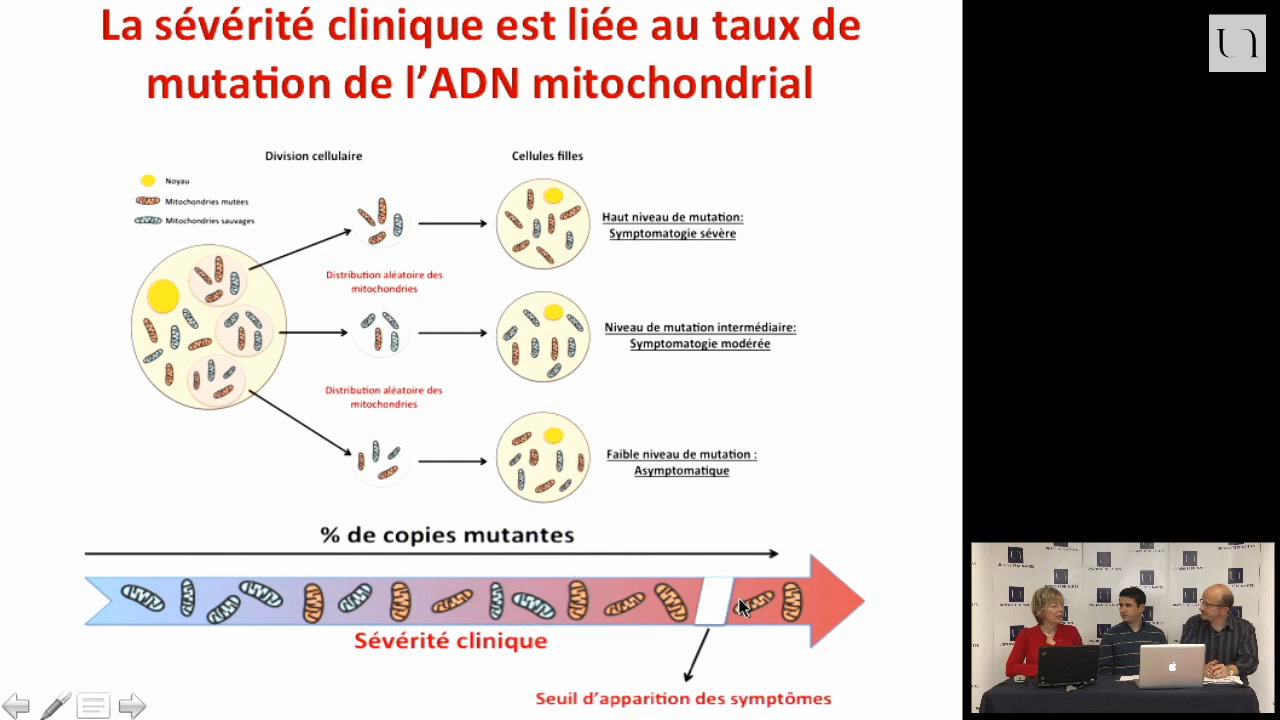 La sévérité clinique est liée au taux de
mutation de l'ADN mitochondrial
Division cellulaire
Cellules filles
Noyau
Mitochondries mutées
Mitochondries sauvages
Haut niveau de mutation:
Symptomatogie sévère
Distribution aléatoire des
mitochondries
Niveau de mutation intermédiaire:
Symptomatogie modérée
Distribution aléatoire des
mitochondries
Faible niveau de mutation :
Asymptomatique
% de copies mutantes
Sévérité clinique
Seuil d'apparition des symptômes